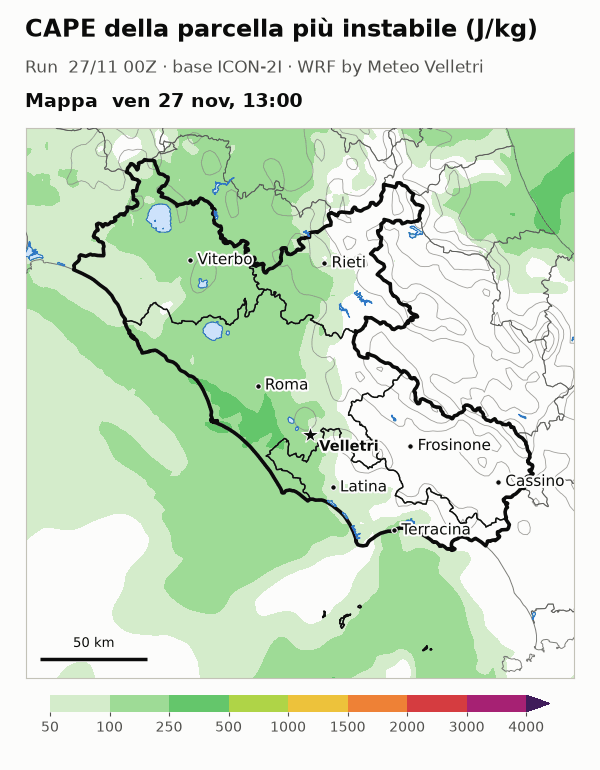 CAPE della parcella più instabile (J/kg)
Run 27/11 00Z · base ICON-2I · WRF by Meteo Velletri
Mappa ven 27 nov, 13:00
Viterbo
Rieti
Roma
Velletri
Frosinone
Cassino
Latina
Terracina
50 km
50 100 250 500 1000 1500 2000 3000 4000